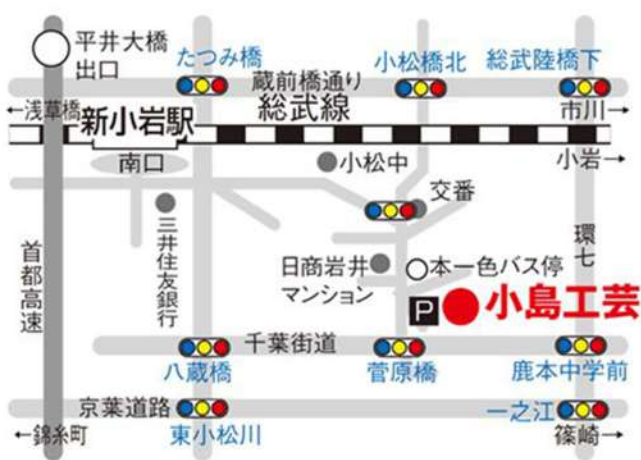 平井大橋
出口
たつみ橋
小松橋北
総武陸橋下
蔵前橋通り
←浅草橋
総武線
市川→
新小岩駅
小岩→
南口
小松中
交番
三井住友銀行
首都高速
環七
日商岩井
マンション
本一色バス停
P
小島工芸
千葉街道
八蔵橋
菅原橋
鹿本中学前
京葉道路
一之江
←錦糸町
東小松川
篠崎→